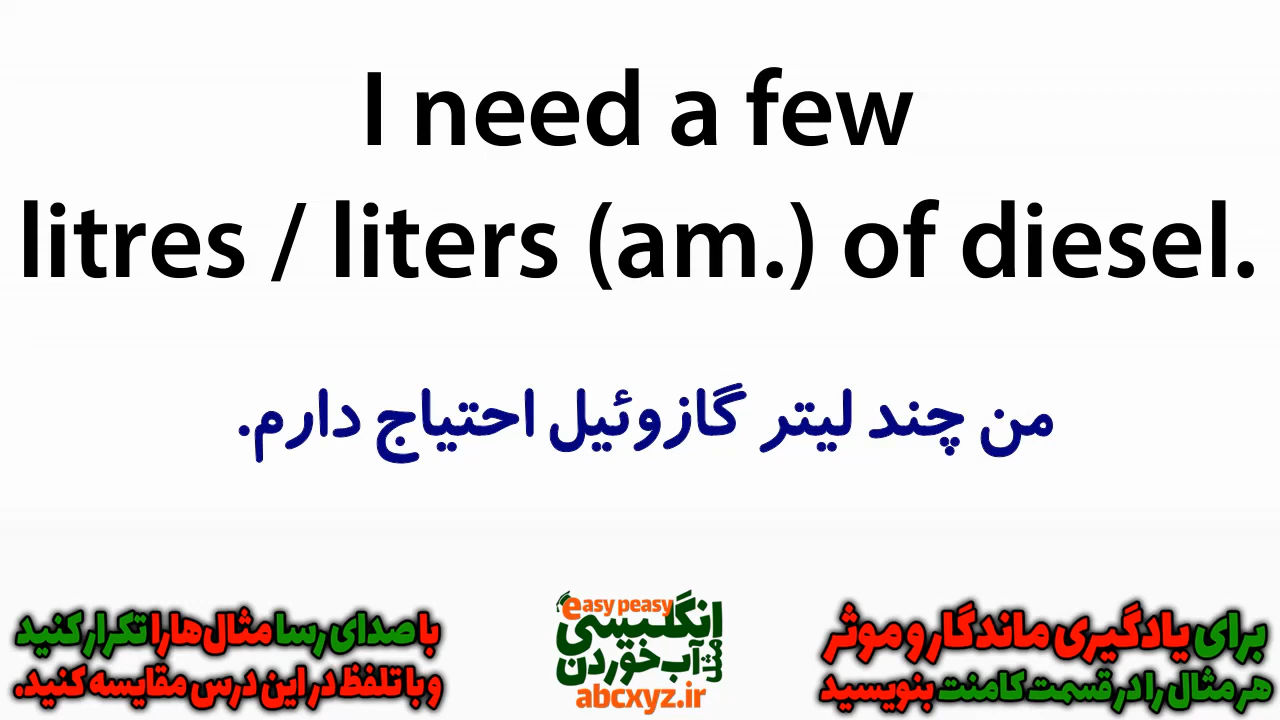 I need a few
litres / liters (am.) of diesel.
من چند لیتر گازوئیل احتیاج دارم.
برای یادگیری ماندگار و موثر
هر مثال را در قسمت کامنت بنویسید
easy peasy
انگلیسی
مثل آب خوردن
abcxyz.ir
با صدای رسا مثال‌ها را تکرار کنید
و با تلفظ در این درس مقایسه کنید.